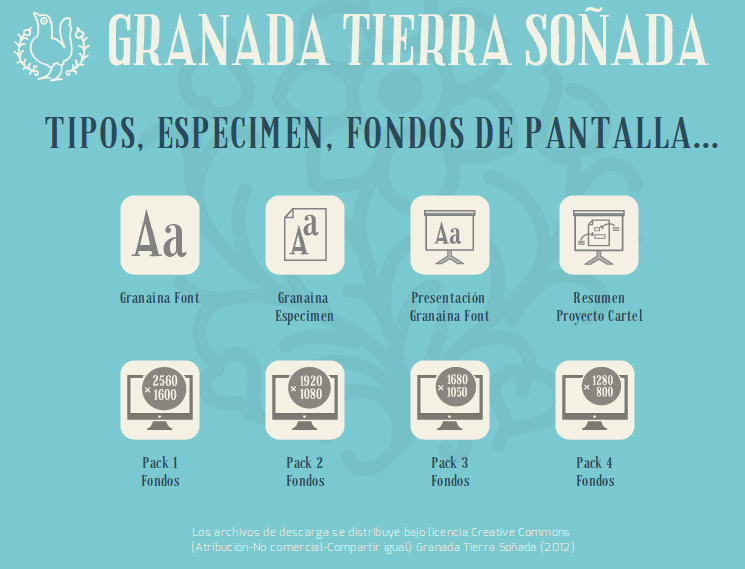 GRANADA TIERRA SOÑADA
TIPOS, ESPECIMEN, FONDOS DE PANTALLA...
Aa
Aa
Aa
Granaina Font
Granaina
Especimen
Presentación
Granaina Font
Resumen
Proyecto Cartel
2560
×1600
1920
×1080
1680
×1050
1280
×800
Pack 1
Fondos
Pack 2
Fondos
Pack 3
Fondos
Pack 4
Fondos
Los archivos de descarga se distribuye bajo licencia Creative Commons
(Atribución-No comercial-Compartir igual) Granada Tierra Soñada (2012)